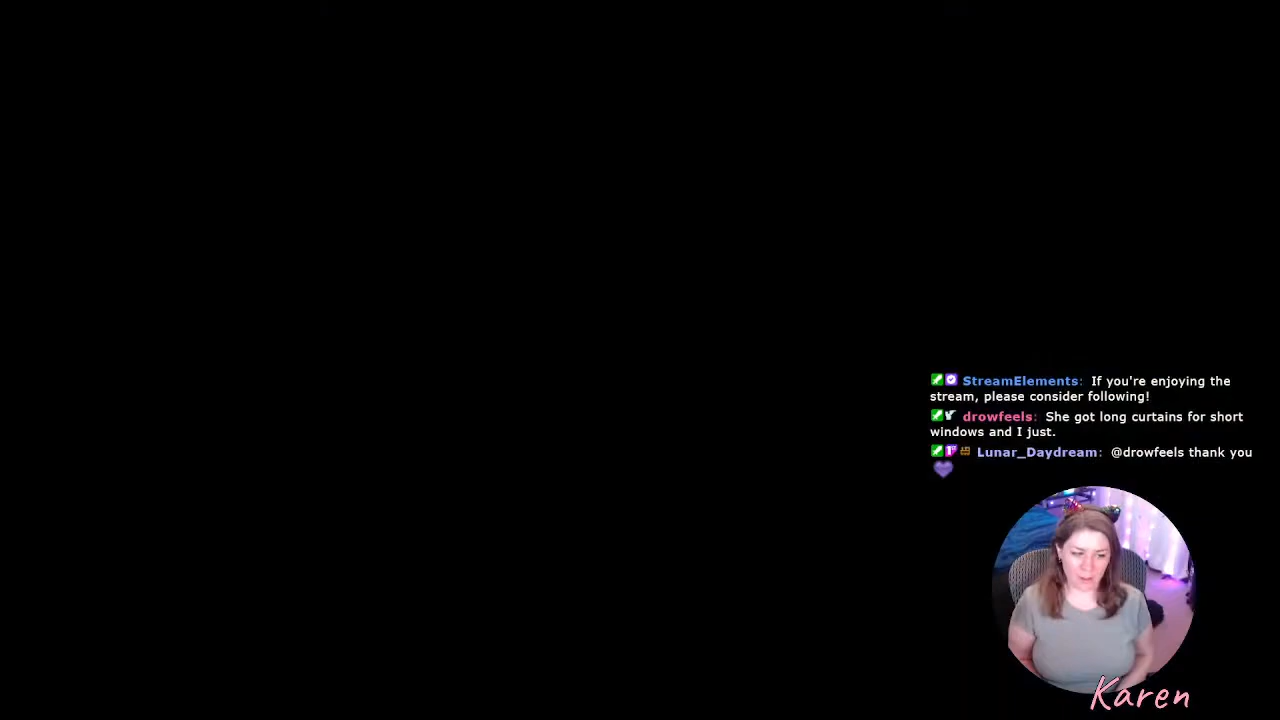 StreamElements: If you're enjoying the
stream, please consider following!
drowfeels: She got long curtains for short
windows and I just.
Lunar_Daydream: @drowfeels thank you
Karen